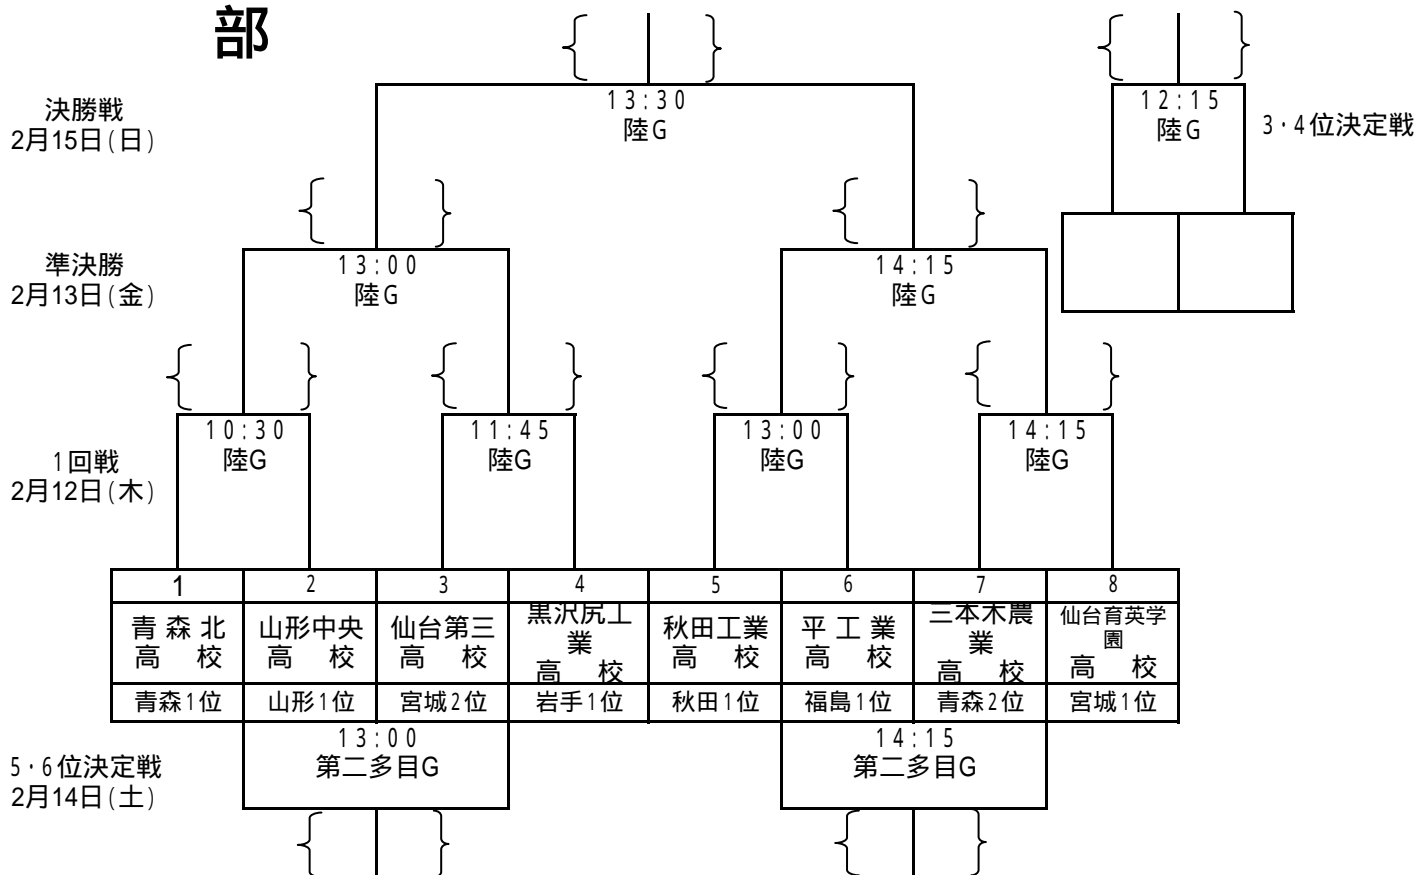 部
13:30
陸G
12:15
陸G
3・4位決定戦
決勝戦
2月15日(日)
準決勝
2月13日(金)
13:00
陸G
14:15
陸G
1回戦
2月12日(木)
10:30
陸G
11:45
陸G
13:00
陸G
14:15
陸G
1 2 3 4 5 6 7 8
青森北
高校
山形中央
高校
仙台第三
高校
黒沢尻工
業
高校
秋田工業
高校
平工業
高校
三本木農
業
高校
仙台育英学
園
高校
青森1位 山形1位 宮城2位 岩手1位 秋田1位 福島1位 青森2位 宮城1位
5・6位決定戦
2月14日(土)
13:00
第二多目G
14:15
第二多目G